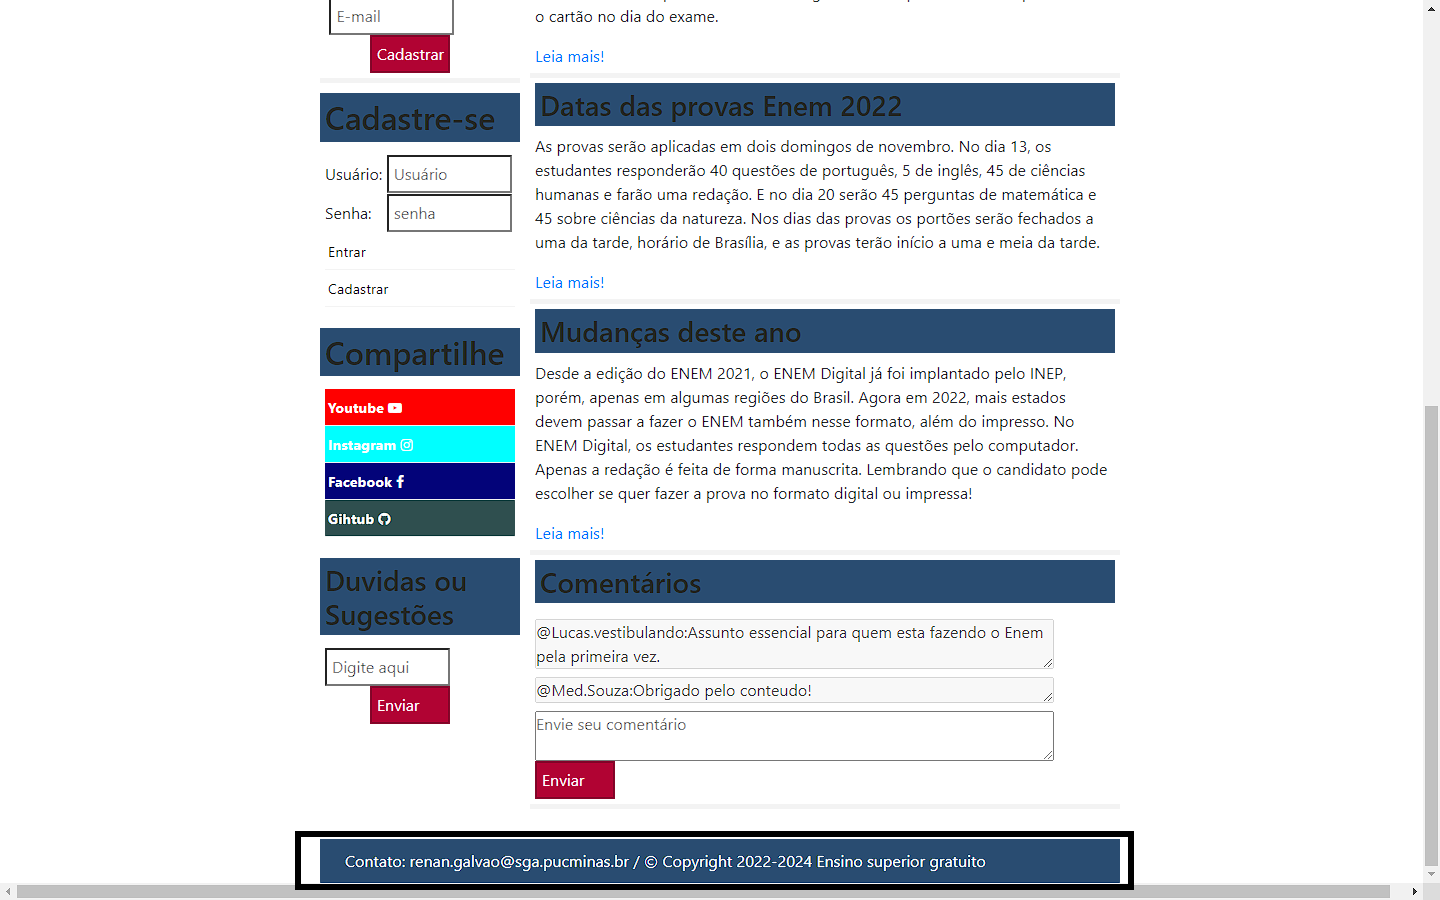 E-mail
Cadastrar
Cadastre-se
Usuário: Usuário
Senha: senha
Entrar
Cadastrar
Compartilhe
Youtube
Instagram
Facebook
Gihtub
Duvidas ou
Sugestões
Digite aqui
Enviar
o cartão no dia do exame.
Leia mais!
Datas das provas Enem 2022
As provas serão aplicadas em dois domingos de novembro. No dia 13, os
estudantes responderão 40 questões de português, 5 de inglês, 45 de ciências
humanas e farão uma redação. E no dia 20 serão 45 perguntas de matemática e
45 sobre ciências da natureza. Nos dias das provas os portões serão fechados a
uma da tarde, horário de Brasília, e as provas terão início a uma e meia da tarde.
Leia mais!
Mudanças deste ano
Desde a edição do ENEM 2021, o ENEM Digital já foi implantado pelo INEP,
porém, apenas em algumas regiões do Brasil. Agora em 2022, mais estados
devem passar a fazer o ENEM também nesse formato, além do impresso. No
ENEM Digital, os estudantes respondem todas as questões pelo computador.
Apenas a redação é feita de forma manuscrita. Lembrando que o candidato pode
escolher se quer fazer a prova no formato digital ou impressa!
Leia mais!
Comentários
@Lucas.vestibulando:Assunto essencial para quem esta fazendo o Enem
pela primeira vez.
@Med.Souza:Obrigado pelo conteudo!
Envie seu comentário
Enviar
Contato: renan.galvao@sga.pucminas.br / © Copyright 2022-2024 Ensino superior gratuito